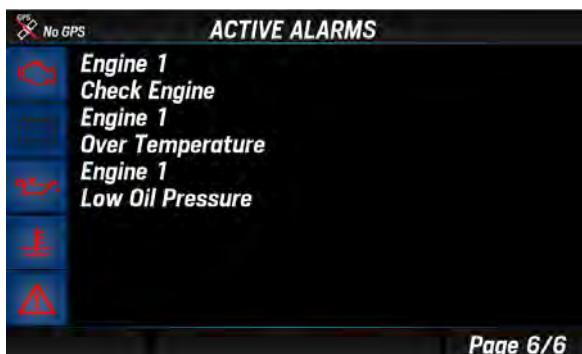 GPS
No GPS
ACTIVE ALARMS
Engine 1
Check Engine
Engine 1
Over Temperature
Engine 1
Low Oil Pressure
Page 6/6